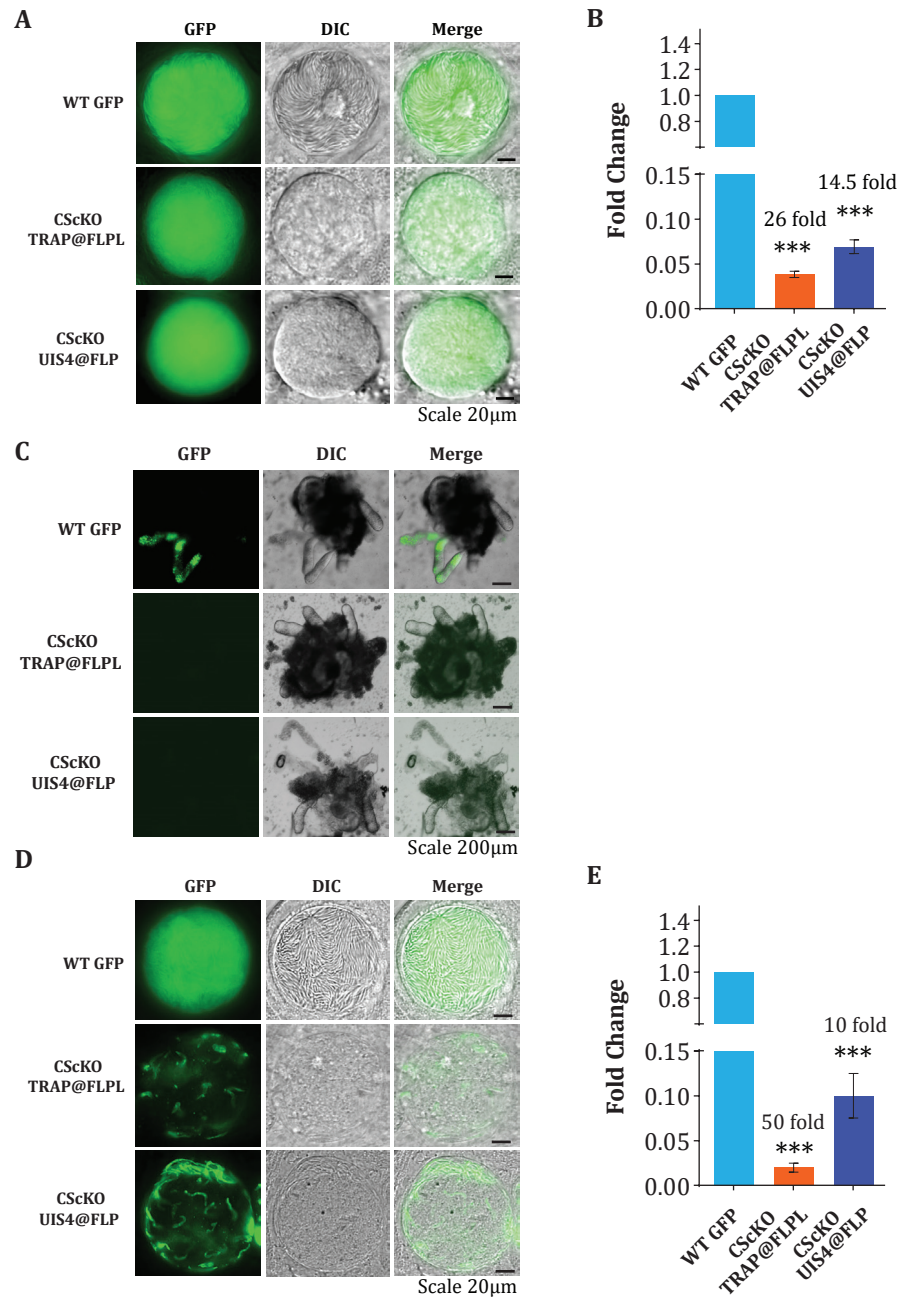 A
GFP DIC Merge
WT GFP
CScKO
TRAP@FLPL
CScKO
UIS4@FLP
Scale 20µm
B
Fold Change
1.4
1.2
1.0
0.8
0.15
0.10
0.05
0.00
26 fold
***
14.5 fold
***
WT GFP
CScKO
TRAP@FLPL
CScKO
UIS4@FLP
C
GFP DIC Merge
WT GFP
CScKO
TRAP@FLPL
CScKO
UIS4@FLP
Scale 200µm
D
GFP DIC Merge
WT GFP
CScKO
TRAP@FLPL
CScKO
UIS4@FLP
Scale 20µm
E
Fold Change
1.4
1.2
1.0
0.8
0.15
0.10
0.05
0.00
50 fold
***
10 fold
***
WT GFP
CScKO
TRAP@FLPL
CScKO
UIS4@FLP